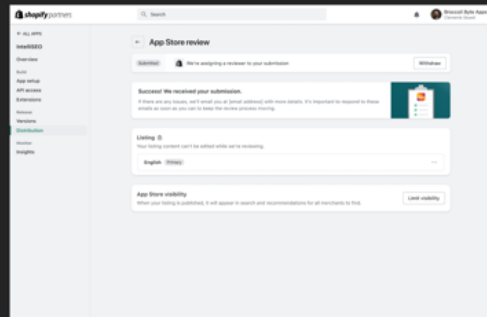 shopify partners
Search
Broccoli Byte Apps
← ALL APPS
IntelliSEO
Overview
Build
App setup
API access
Extensions
Release
Versions
Distribution
Monitor
Insights
← App Store review
Submitted
We're assigning a reviewer to your submission
Withdraw
Success! We received your submission.
If there are any issues, we'll email you at [email address] with more details. It's important to respond to these
emails as soon as you can to keep the review process moving.
Listing
Your listing content can't be edited while we're reviewing.
English Primary
App Store visibility
When your listing is published, it will appear in search and recommendations for all merchants to find.
Limit visibility